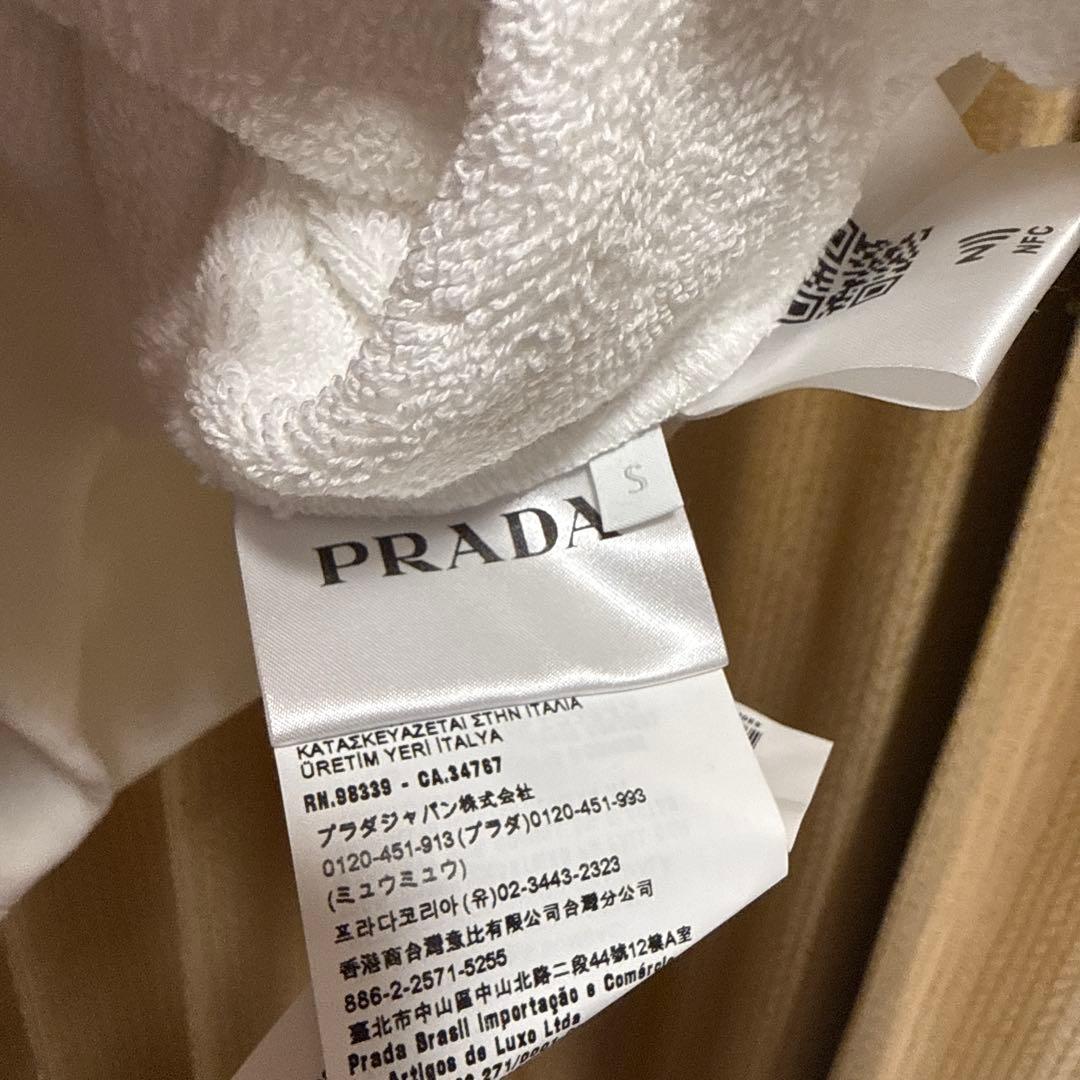 NFC
S
PRADA
ΚΑΤΑΣΚΕΥΑΖΕΤΑΙ ΣΤΗΝ ΙΤΑΛΙΑ
ÜRETİM YERİ İTALYA
RN.98339 - CA.34767
プラダジャパン株式会社
0120-451-913(プラダ)0120-451-993
(ミュウミュウ)
프라다코리아(유)02-3443-2323
香港商台灣意比有限公司台灣分公司
886-2-2571-5255
臺北市中山區中山北路二段44號12樓A室
Prada Brasil Importação e Comércio
Artigos de Luxo Ltda